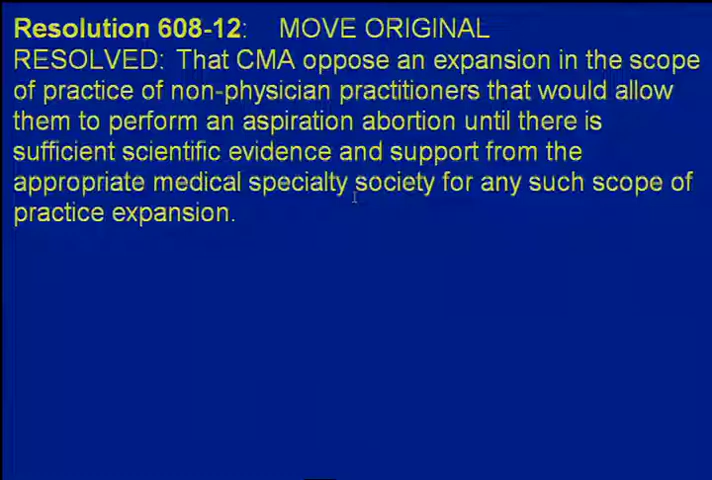 Resolution 608-12: MOVE ORIGINAL
RESOLVED: That CMA oppose an expansion in the scope
of practice of non-physician practitioners that would allow
them to perform an aspiration abortion until there is
sufficient scientific evidence and support from the
appropriate medical specialty society for any such scope of
practice expansion.